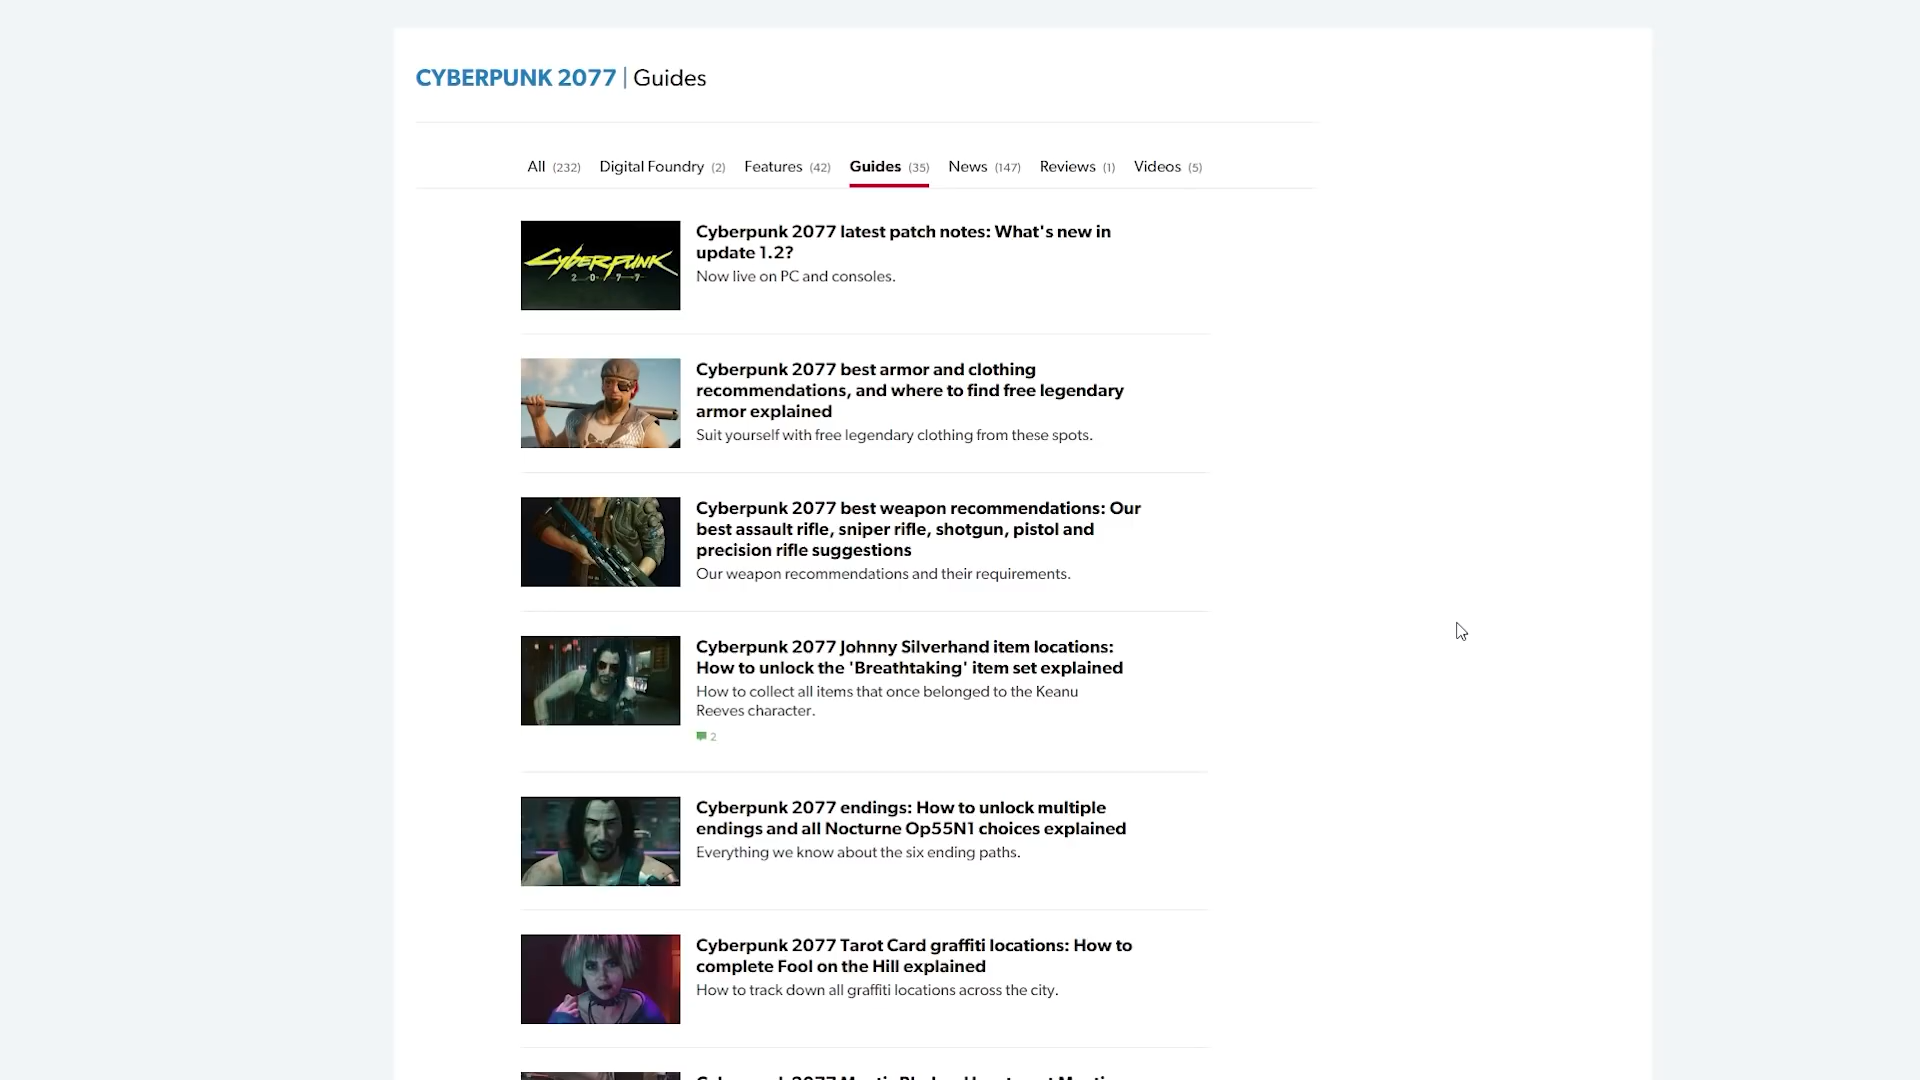 CYBERPUNK 2077 | Guides
All (232) Digital Foundry (2) Features (42) Guides (35) News (147) Reviews (1) Videos (5)
CYBERPUNK
2077
Cyberpunk 2077 latest patch notes: What's new in
update 1.2?
Now live on PC and consoles.
Cyberpunk 2077 best armor and clothing
recommendations, and where to find free legendary
armor explained
Suit yourself with free legendary clothing from these spots.
Cyberpunk 2077 best weapon recommendations: Our
best assault rifle, sniper rifle, shotgun, pistol and
precision rifle suggestions
Our weapon recommendations and their requirements.
Cyberpunk 2077 Johnny Silverhand item locations:
How to unlock the 'Breathtaking' item set explained
How to collect all items that once belonged to the Keanu
Reeves character.
2
Cyberpunk 2077 endings: How to unlock multiple
endings and all Nocturne Op55N1 choices explained
Everything we know about the six ending paths.
Cyberpunk 2077 Tarot Card graffiti locations: How to
complete Fool on the Hill explained
How to track down all graffiti locations across the city.